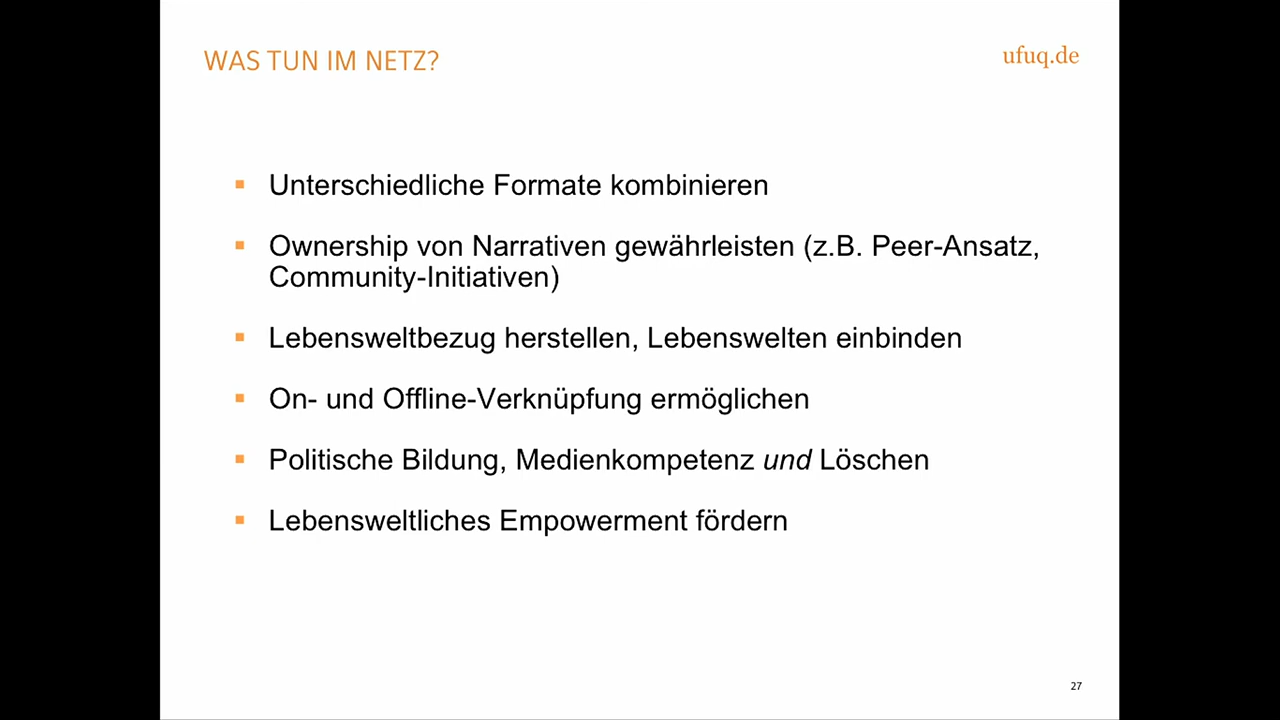 WAS TUN IM NETZ?
ufuq.de
Unterschiedliche Formate kombinieren
Ownership von Narrativen gewährleisten (z.B. Peer-Ansatz,
Community-Initiativen)
Lebensweltbezug herstellen, Lebenswelten einbinden
On- und Offline-Verknüpfung ermöglichen
Politische Bildung, Medienkompetenz und Löschen
Lebensweltliches Empowerment fördern
27